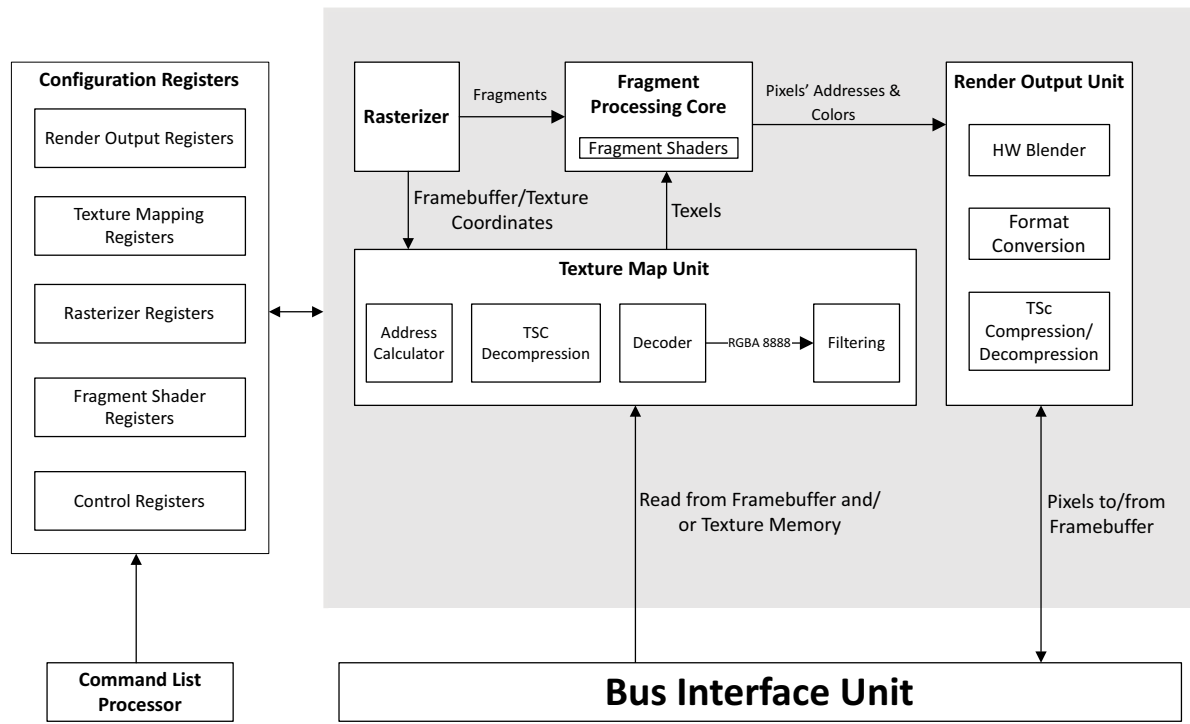 Configuration Registers
Render Output Registers
Texture Mapping
Registers
Rasterizer Registers
Fragment Shader
Registers
Control Registers
Command List
Processor
Rasterizer
Fragments
Fragment
Processing Core
Fragment Shaders
Pixels’ Addresses &
Colors
Render Output Unit
HW Blender
Format
Conversion
TSc
Compression/
Decompression
Framebuffer/Texture
Coordinates
Texels
Texture Map Unit
Address
Calculator
TSC
Decompression
Decoder
RGBA 8888
Filtering
Read from Framebuffer and/
or Texture Memory
Pixels to/from
Framebuffer
Bus Interface Unit